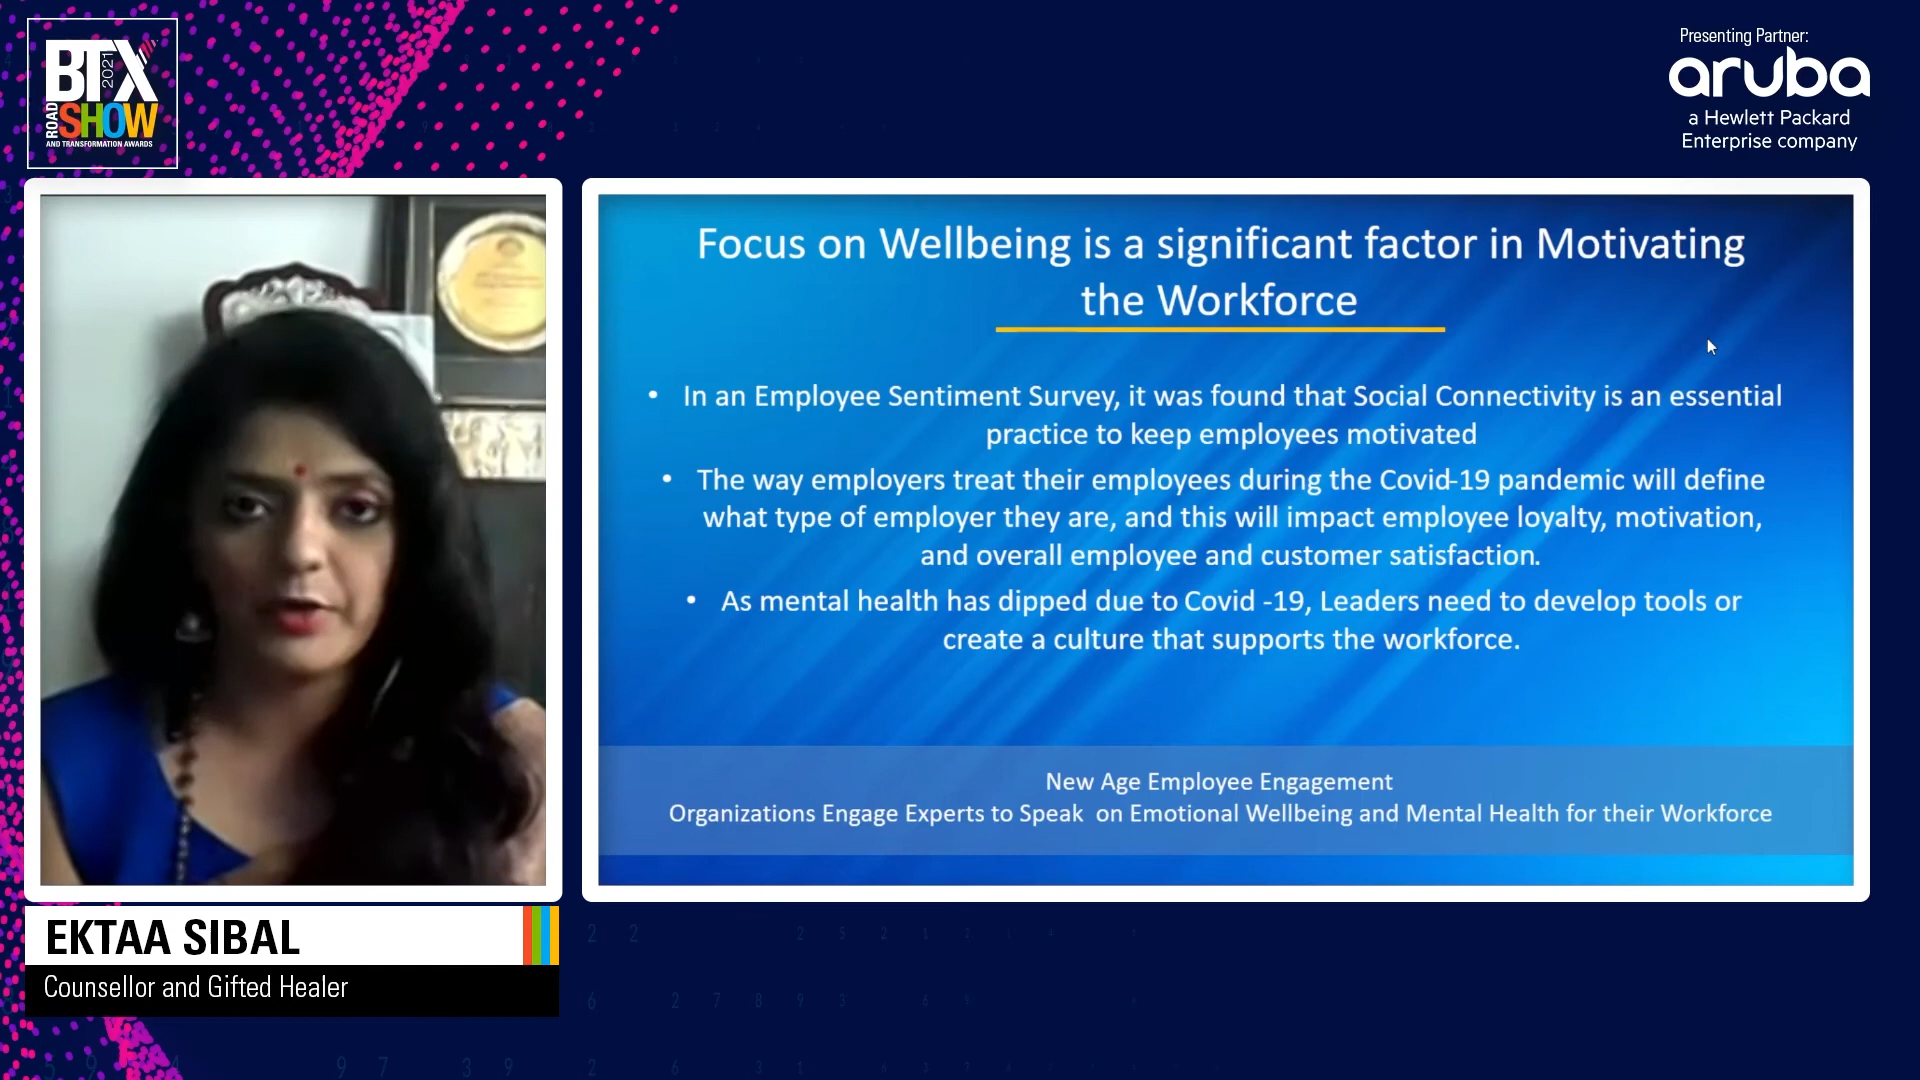 BTX
2021
ROAD
SHOW
AND TRANSFORMATION AWARDS
Presenting Partner:
aruba
a Hewlett Packard
Enterprise company
Focus on Wellbeing is a significant factor in Motivating
the Workforce
• In an Employee Sentiment Survey, it was found that Social Connectivity is an essential
practice to keep employees motivated
• The way employers treat their employees during the Covid-19 pandemic will define
what type of employer they are, and this will impact employee loyalty, motivation,
and overall employee and customer satisfaction.
• As mental health has dipped due to Covid -19, Leaders need to develop tools or
create a culture that supports the workforce.
New Age Employee Engagement
Organizations Engage Experts to Speak on Emotional Wellbeing and Mental Health for their Workforce
EKTAA SIBAL
Counsellor and Gifted Healer